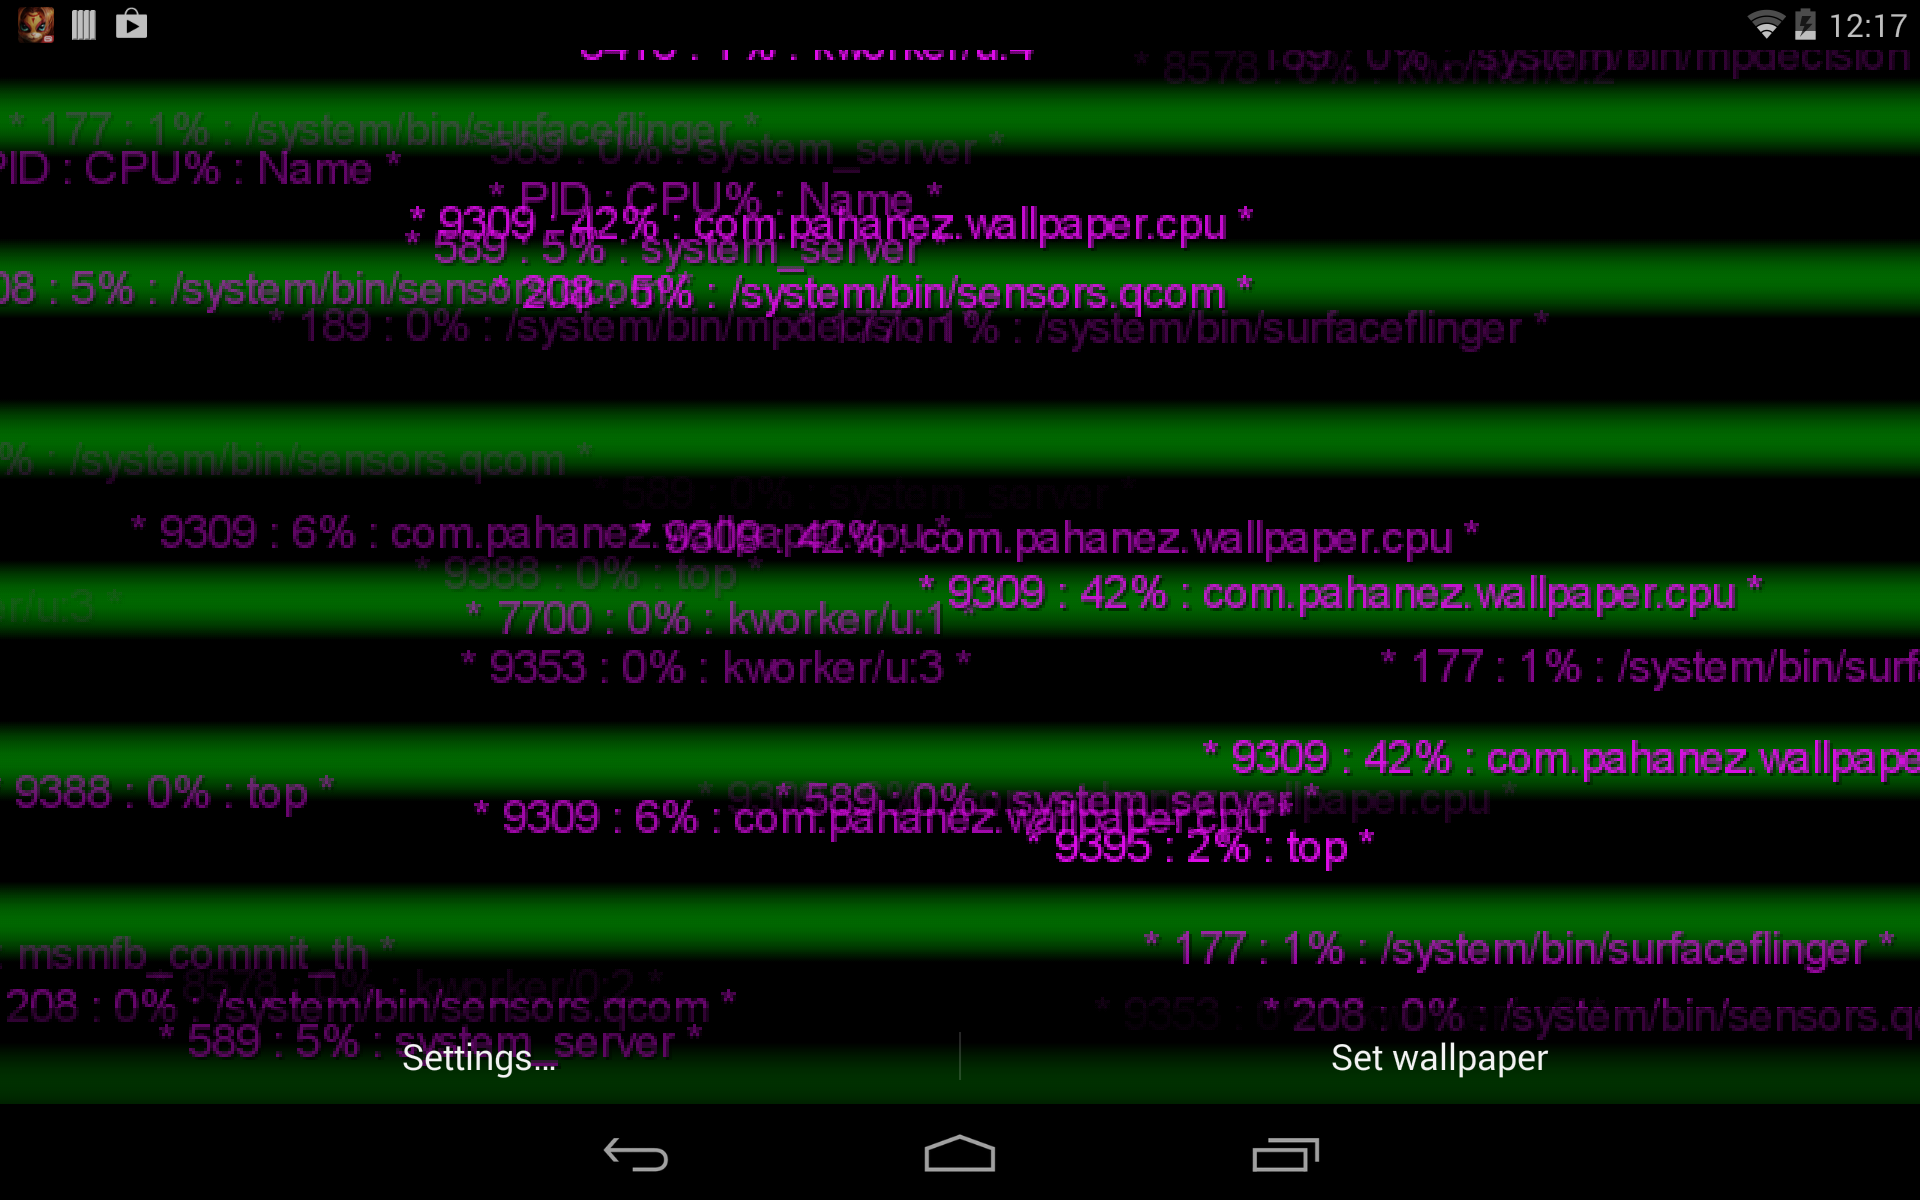 12:17
: 1% : kworker/u:4
* 8578 : 0% : kworker/0:2
189 : 0% : /system/bin/mpdecision
* 177 : 1% : /system/bin/surfaceflinger *
589 : 0% : system_server *
PID : CPU% : Name *
* PID : CPU% : Name *
* 9309 : 42% : com.pahanez.wallpaper.cpu *
* 589 : 5% : system_server *
08 : 5% : /system/bin/sensors.qcom *
* 208 : 5% : /system/bin/sensors.qcom *
* 189 : 0% : /system/bin/mpdecision *
* 177 : 1% : /system/bin/surfaceflinger *
% : /system/bin/sensors.qcom *
* 589 : 0% : system_server *
* 9309 : 6% : com.pahanez.wallpaper.cpu *
* 9309 : 42% : com.pahanez.wallpaper.cpu *
* 9388 : 0% : top *
* 9309 : 42% : com.pahanez.wallpaper.cpu *
er/u:3 *
* 7700 : 0% : kworker/u:1 *
* 9353 : 0% : kworker/u:3 *
* 177 : 1% : /system/bin/surf
* 9309 : 42% : com.pahanez.wallpape
* 9388 : 0% : top *
* 589 : 0% : system_server *
* 9309 : 6% : com.pahanez.wallpaper.cpu *
* 9395 : 2% : top *
* 177 : 1% : /system/bin/surfaceflinger *
: msmfb_commit_th *
8578 : 0% : kworker/0:2 *
208 : 0% : /system/bin/sensors.qcom *
* 9353 : 0
* 208 : 0% : /system/bin/sensors.q
* 589 : 5% : system_server *
Settings...
Set wallpaper